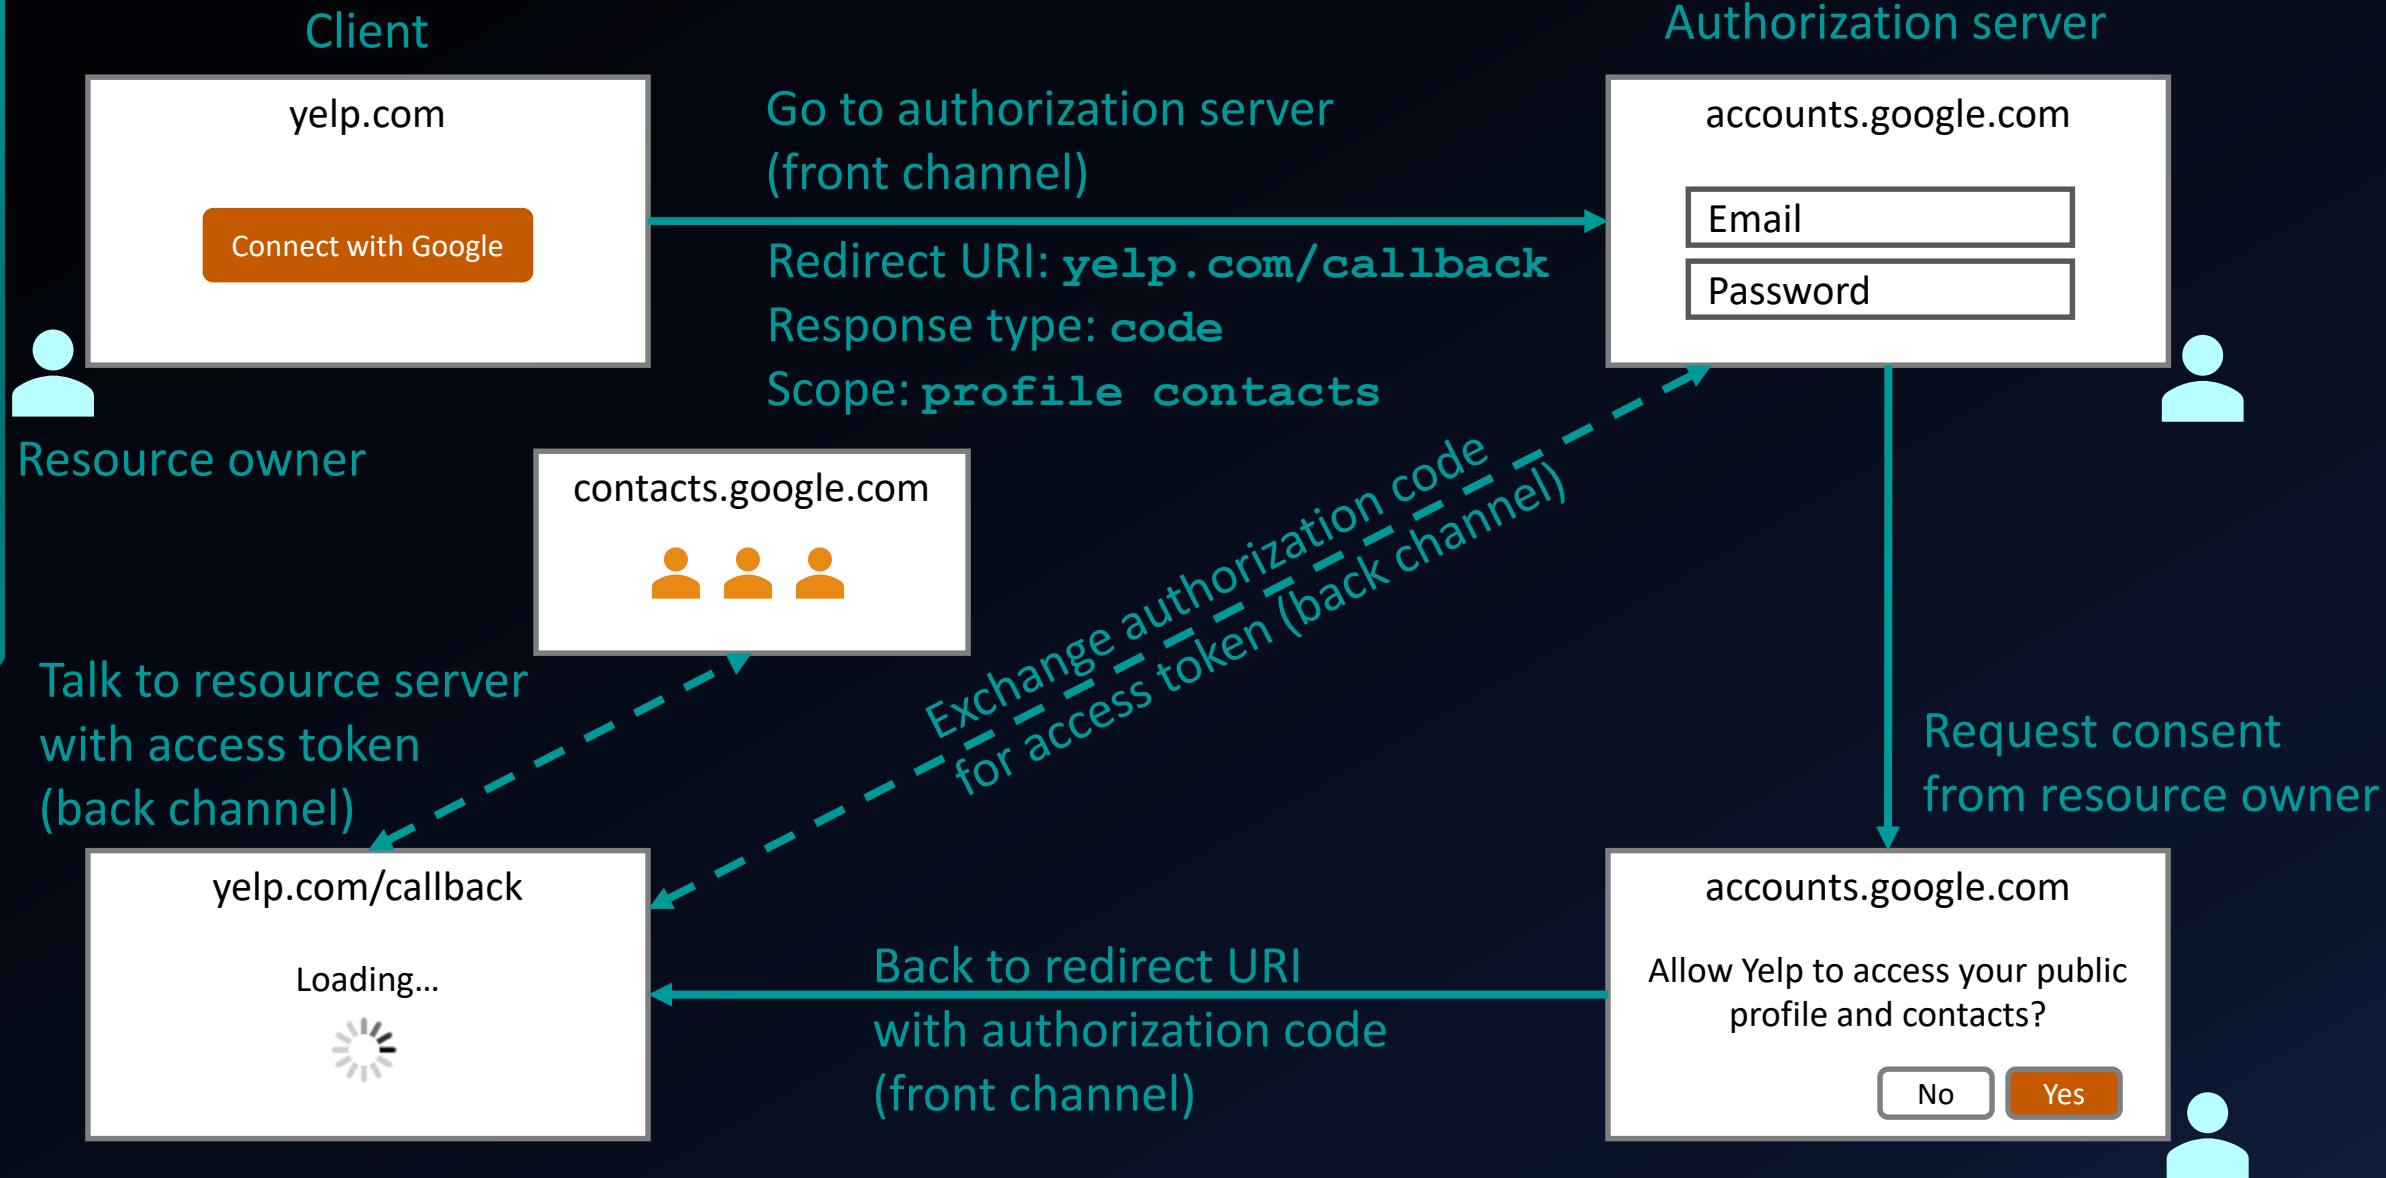 Client
Authorization server
yelp.com
Connect with Google
Go to authorization server
(front channel)
Redirect URI: yelp.com/callback
Response type: code
Scope: profile contacts
accounts.google.com
Email
Password
Resource owner
contacts.google.com
Exchange authorization code
for access token (back channel)
Talk to resource server
with access token
(back channel)
Request consent
from resource owner
yelp.com/callback
Loading...
Back to redirect URI
with authorization code
(front channel)
accounts.google.com
Allow Yelp to access your public
profile and contacts?
No
Yes